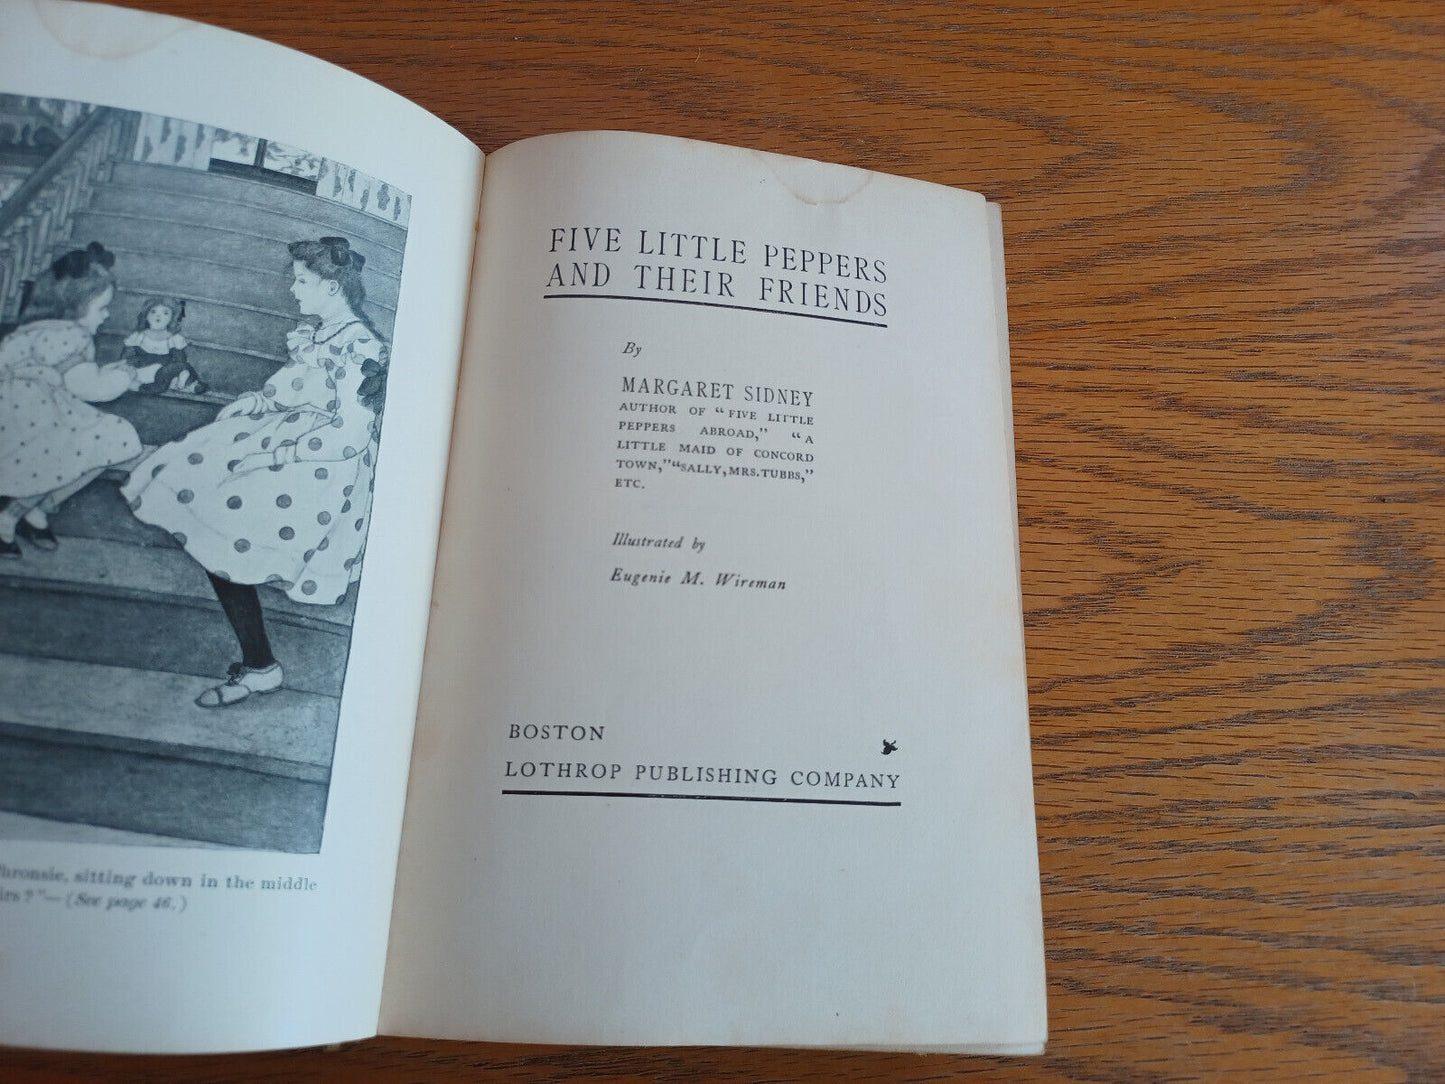 Phronsie, sitting down in the middle
irs?"—(See page 46.)
FIVE LITTLE PEPPERS
AND THEIR FRIENDS
By
MARGARET SIDNEY
AUTHOR OF "FIVE LITTLE
PEPPERS ABROAD," "A
LITTLE MAID OF CONCORD
TOWN,""SALLY, MRS. TUBBS,"
ETC.
Illustrated by
Eugenie M. Wireman
BOSTON
LOTHROP PUBLISHING COMPANY